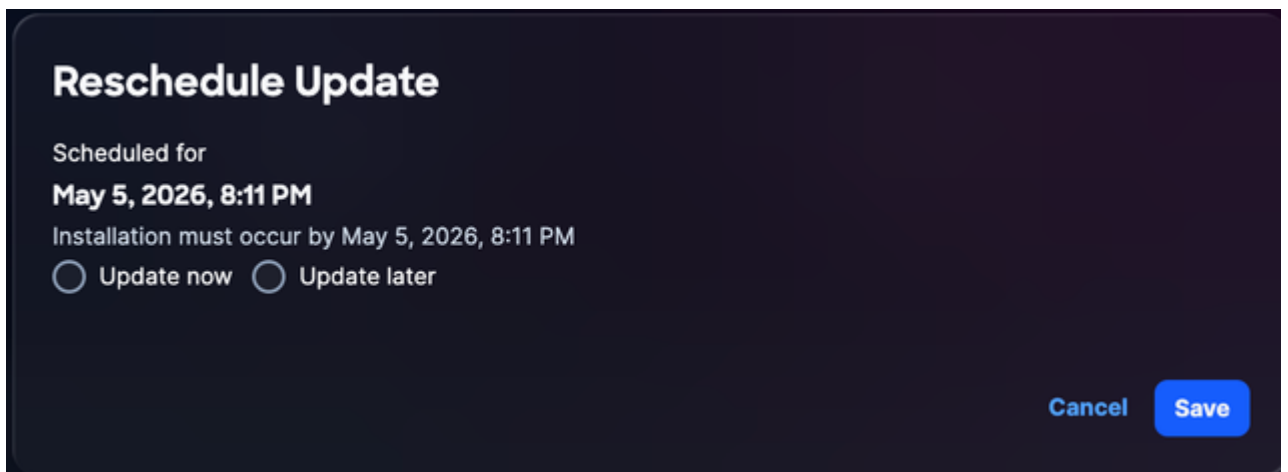 Reschedule Update
Scheduled for
May 5, 2026, 8:11 PM
Installation must occur by May 5, 2026, 8:11 PM
Update now Update later
Cancel Save